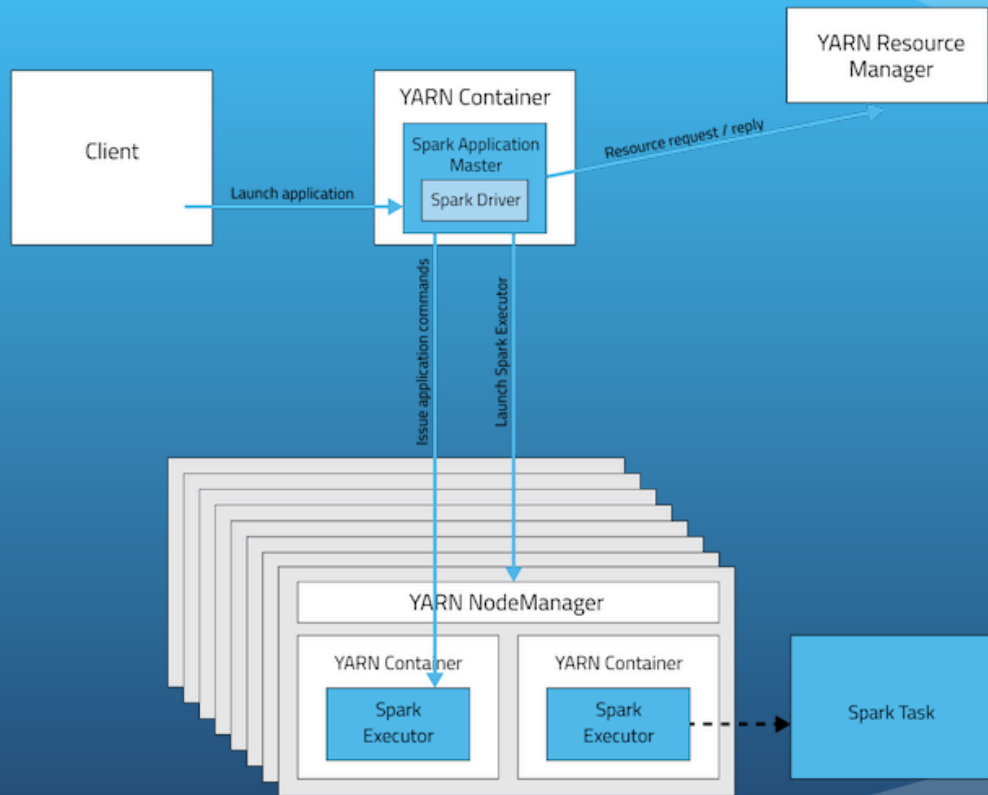 YARN Resource
Manager
Client
YARN Container
Spark Application
Master
Spark Driver
Launch application
Resource request / reply
Issue application commands
Launch Spark Executor
YARN NodeManager
YARN Container
Spark
Executor
YARN Container
Spark
Executor
Spark Task